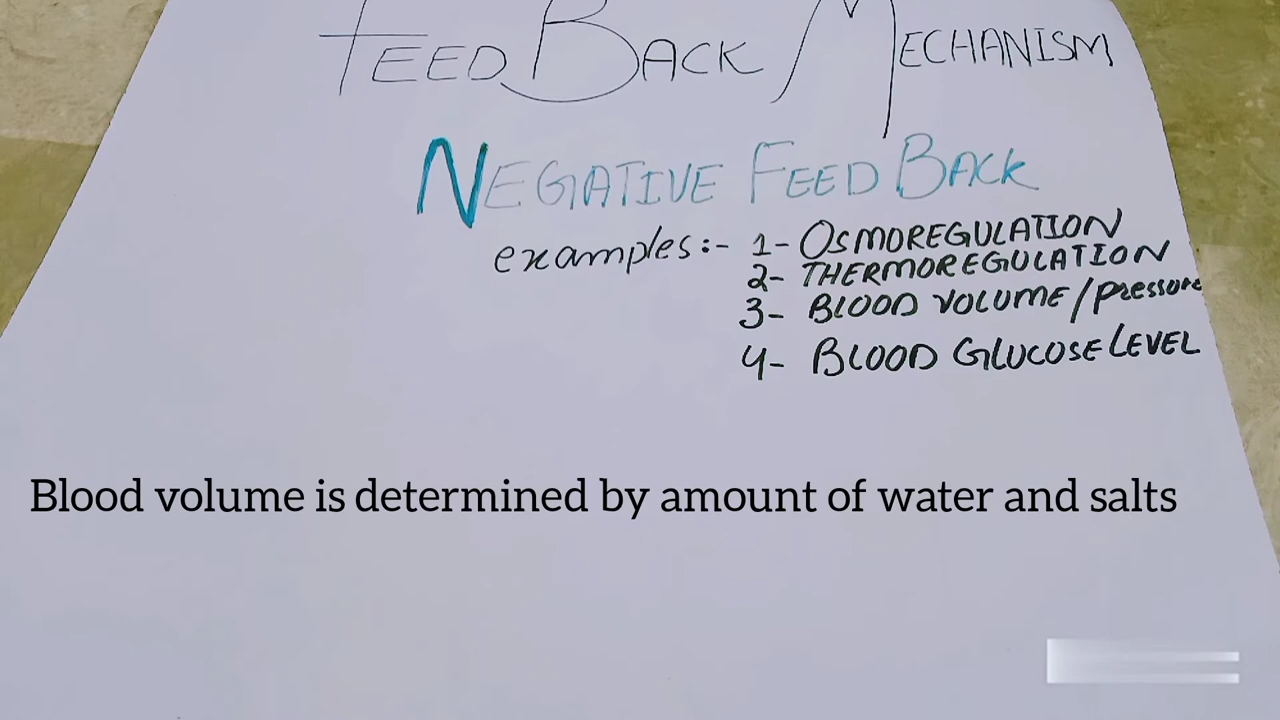 FEED BACK MECHANISM
NEGATIVE FEED BACK
examples:- 1- OSMOREGULATION
2- THERMOREGULATION
3- BLOOD VOLUME/pressure
4- BLOOD GLUCOSE LEVEL
Blood volume is determined by amount of water and salts